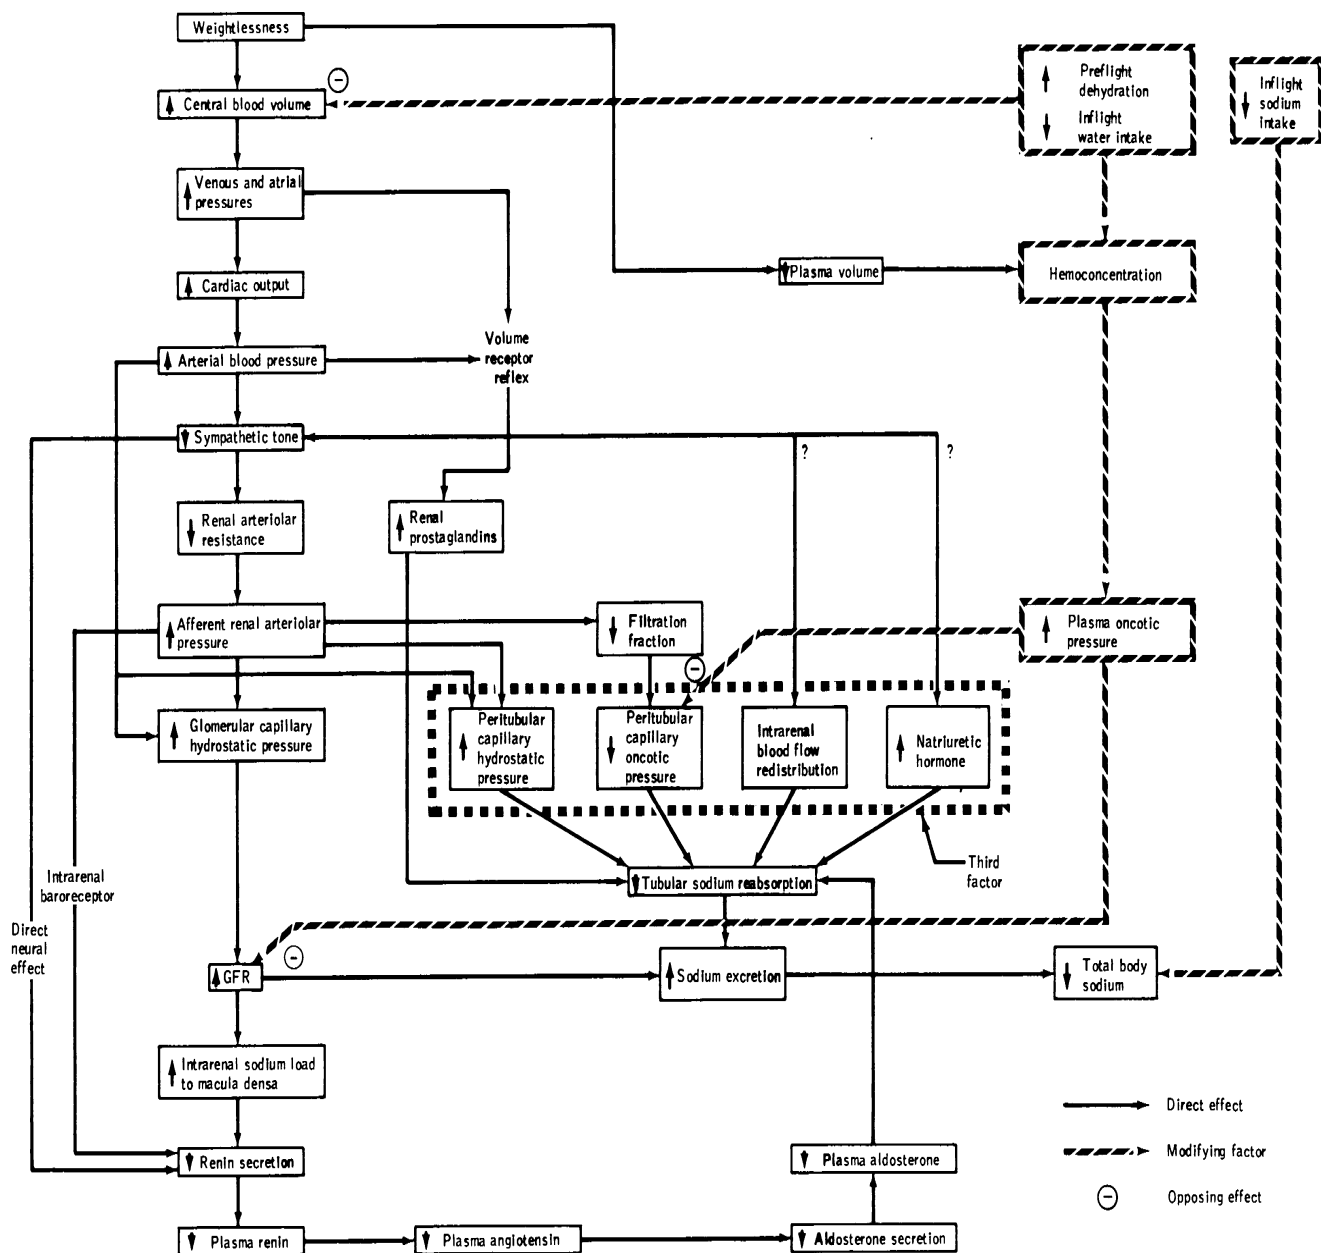 Weightlessness
Central blood volume
Venous and atrial
pressures
Cardiac output
Arterial blood pressure
Volume
receptor
reflex
Sympathetic tone
Renal arteriolar
resistance
Renal
prostaglandins
Afferent renal arteriolar
pressure
Filtration
fraction
Glomerular capillary
hydrostatic pressure
Peritubular
capillary
hydrostatic
pressure
Peritubular
capillary
oncotic
pressure
Intrarenal
blood flow
redistribution
Natriuretic
hormone
?
?
Preflight
dehydration
Inflight
water intake
Inflight
sodium
intake
Plasma volume
Hemoconcentration
Plasma oncotic
pressure
Third
factor
Tubular sodium reabsorption
Intrarenal
baroreceptor
Direct
neural
effect
GFR
Sodium excretion
Total body
sodium
Intrarenal sodium load
to macula densa
Renin secretion
Plasma renin
Plasma angiotensin
Aldosterone secretion
Plasma aldosterone
Direct effect
Modifying factor
Opposing effect